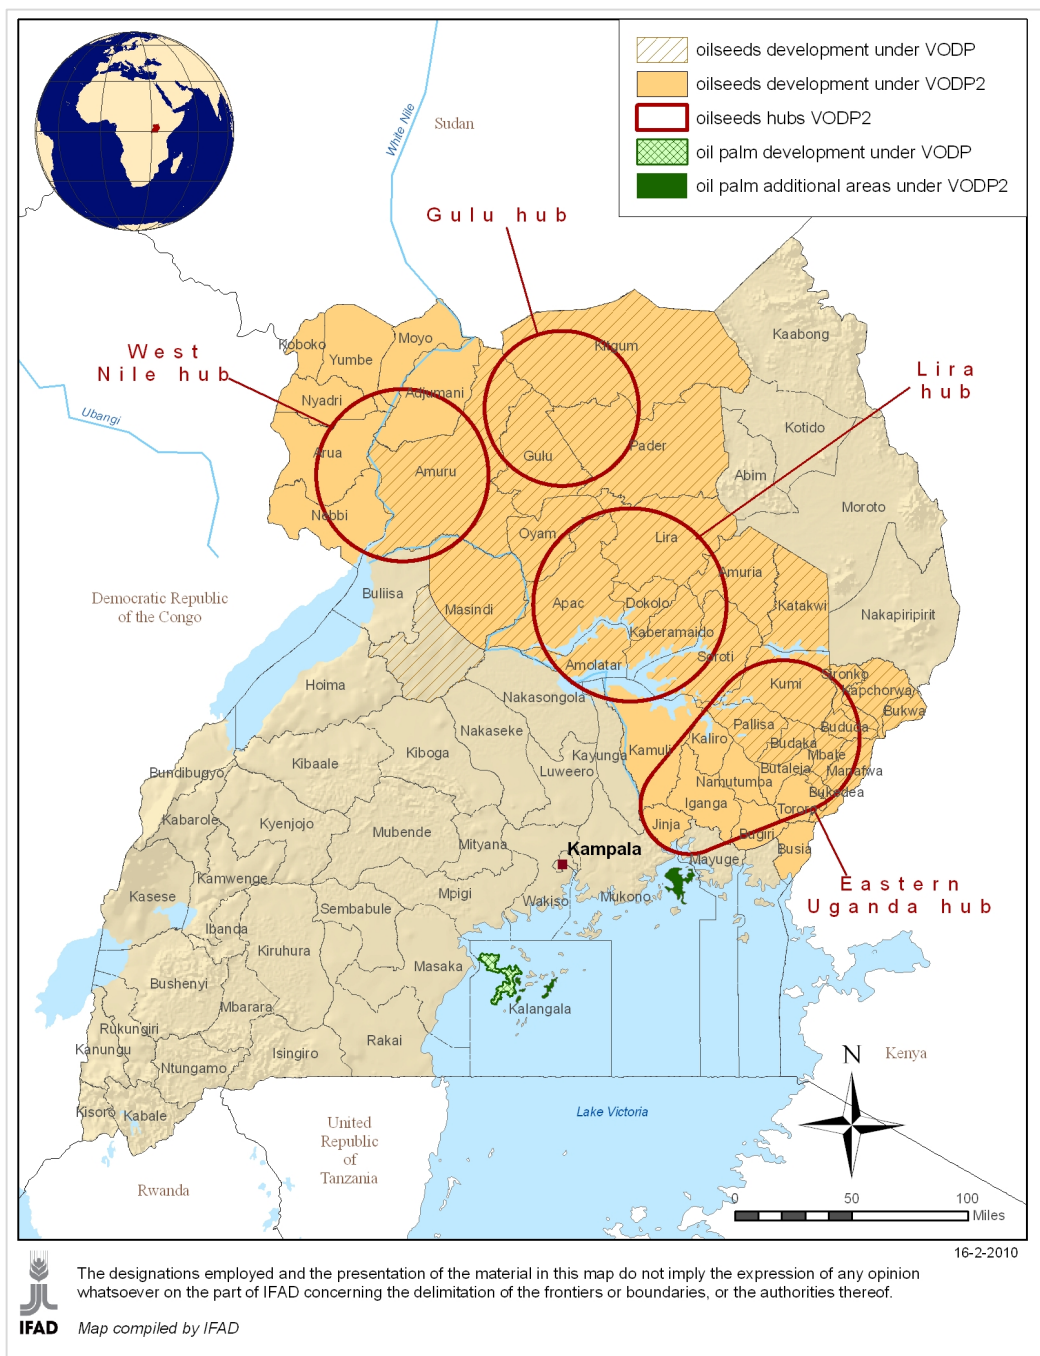 oilseeds development under VODP
oilseeds development under VODP2
oilseeds hubs VODP2
oil palm development under VODP
oil palm additional areas under VODP2
White Nile
Sudan
Gulu hub
West
Nile hub
Lira
hub
Ubangi
Koboko
Yumbe
Moyo
Nyadri
Adjumani
Arua
Amuru
Nebbi
Kitgum
Gulu
Pader
Kaabong
Kotido
Abim
Moroto
Nakapiripirit
Oyam
Lira
Amuria
Katakwi
Apac
Dokolo
Kaberamaido
Amolatar
Soroti
Masindi
Buliisa
Democratic Republic
of the Congo
Hoima
Nakasongola
Nakaseke
Kiboga
Kayunga
Luweero
Kamuli
Kaliro
Kumi
Sironko
Kapchorwa
Bukwa
Pallisa
Bududa
Budaka
Mbale
Butaleja
Manafwa
Namutumba
Bukedea
Iganga
Tororo
Jinja
Bugiri
Busia
Mayuge
Bundibugyo
Kibaale
Kabarole
Kyenjojo
Mubende
Mityana
Kampala
Kamwenge
Kasese
Mpigi
Wakiso
Mukono
Sembabule
Ibanda
Kiruhura
Eastern
Uganda hub
Bushenyi
Masaka
Mbarara
Kalangala
Rukungiri
Kanungu
Ntungamo
Isingiro
Rakai
Kisoro
Kabale
N
Kenya
Lake Victoria
United
Republic
of
Tanzania
Rwanda
0 50 100
Miles
16-2-2010
The designations employed and the presentation of the material in this map do not imply the expression of any opinion
whatsoever on the part of IFAD concerning the delimitation of the frontiers or boundaries, or the authorities thereof.
IFAD
Map compiled by IFAD